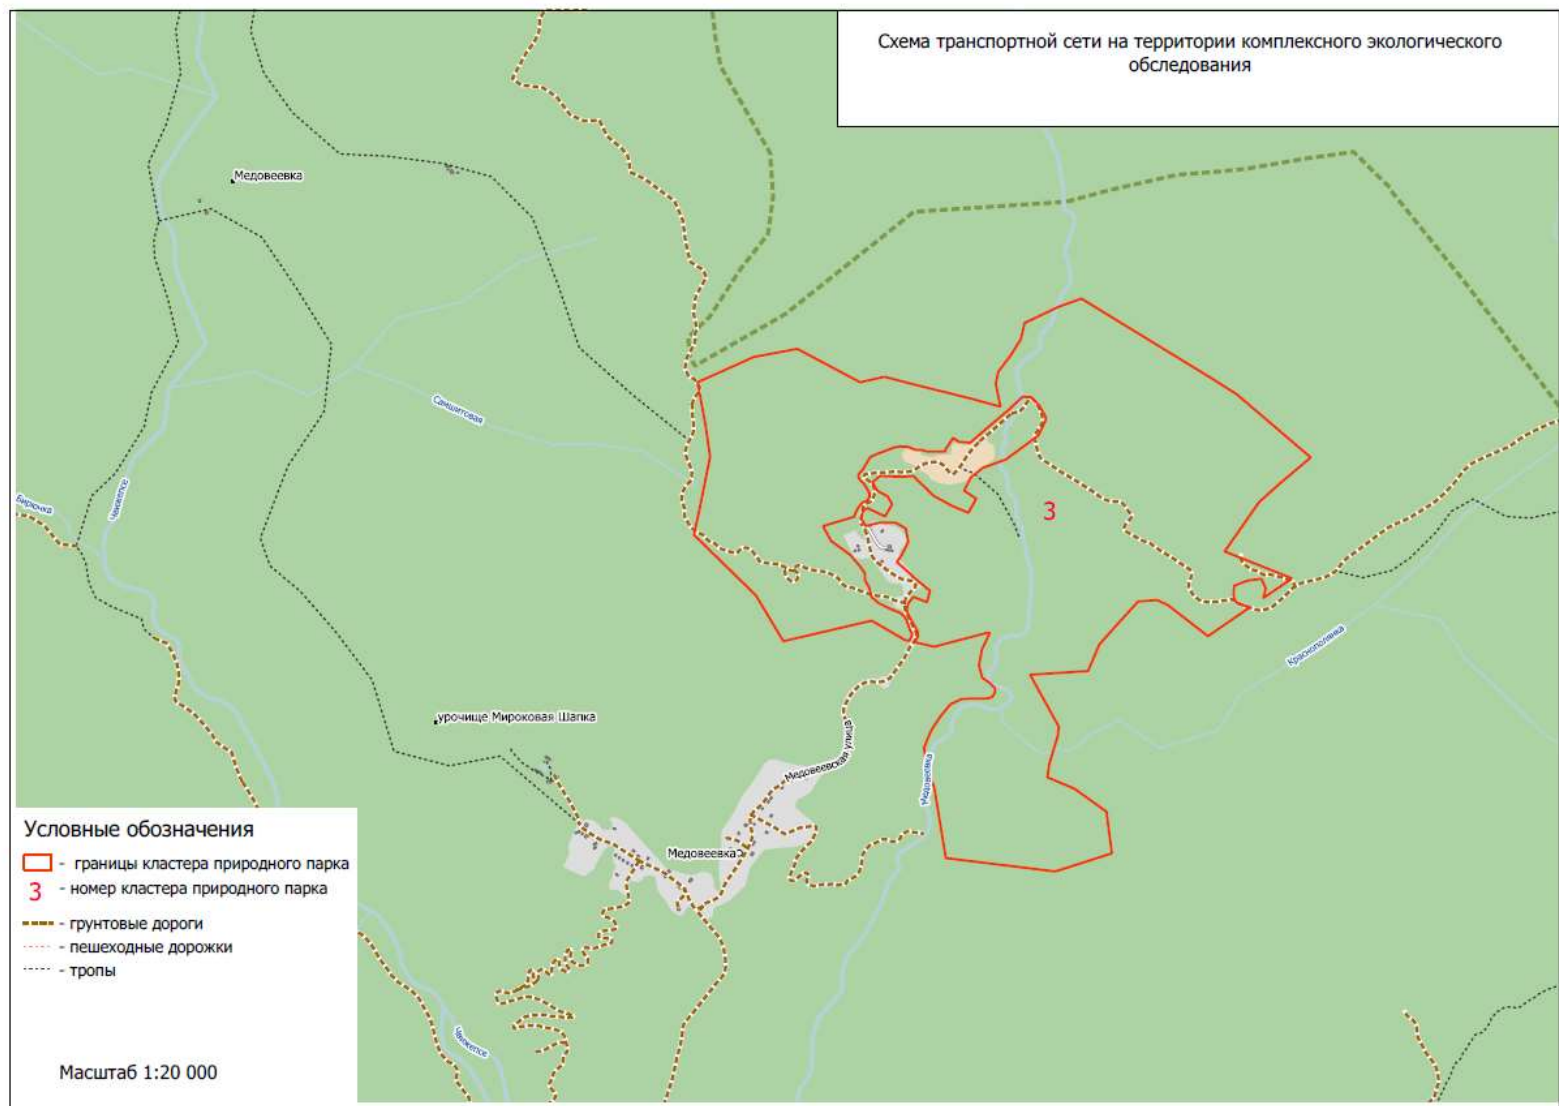 Схема транспортной сети на территории комплексного экологического
обследования
Медовеевка
Самшитовая
Чвижепсе
Бирючка
3
Краснополянка
урочище Мироковая Шапка
Медовеевская улица
Медовеевка
Медовеевка
Условные обозначения
- границы кластера природного парка
3 - номер кластера природного парка
- грунтовые дороги
- пешеходные дорожки
- тропы
Чвижепсе
Масштаб 1:20 000